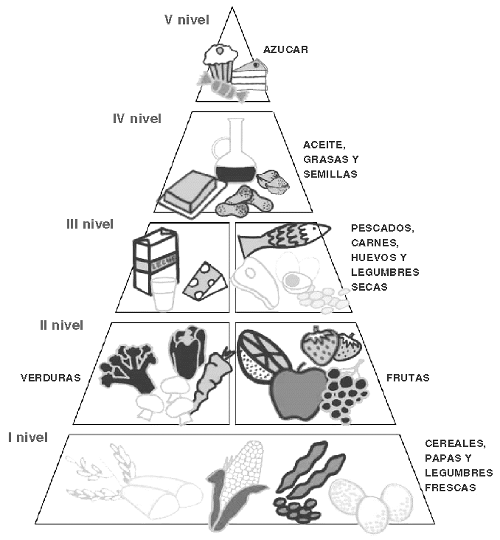 V nivel
AZUCAR
IV nivel
ACEITE,
GRASAS Y
SEMILLAS
III nivel
LECHE
PESCADOS,
CARNES,
HUEVOS Y
LEGUMBRES
SECAS
II nivel
VERDURAS
FRUTAS
I nivel
CEREALES,
PAPAS Y
LEGUMBRES
FRESCAS